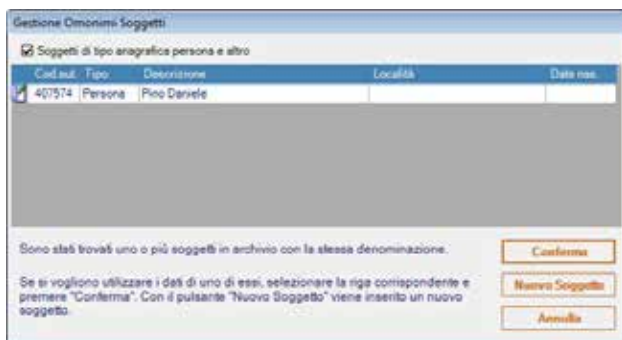 Gestione Omonimi Soggetti
Soggetti di tipo anagrafica persona e altro
Cod.aut. Tipo Descrizione Località Data nas.
407574 Persona Pino Daniele
Sono stati trovati uno o più soggetti in archivio con la stessa denominazione.
Conferma
Se si vogliono utilizzare i dati di uno di essi, selezionare la riga corrispondente e
premere "Conferma". Con il pulsante "Nuovo Soggetto" viene inserito un nuovo
soggetto.
Nuovo Soggetto
Annulla